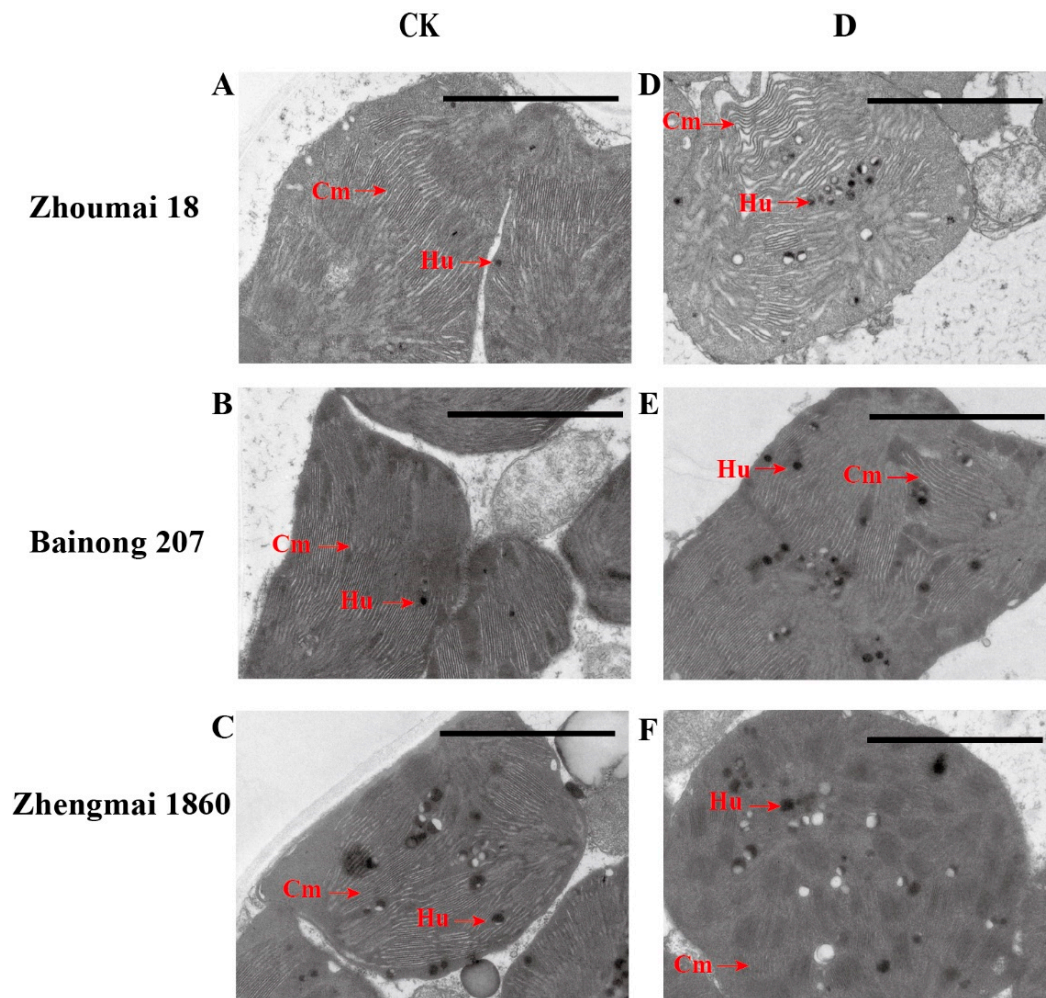 CK D
A D
Cm Cm
Zhoumai 18 Hu Hu
B E
Hu Cm
Bainong 207 Cm
Hu
C F
Zhengmai 1860 Hu
Cm Hu
Cm